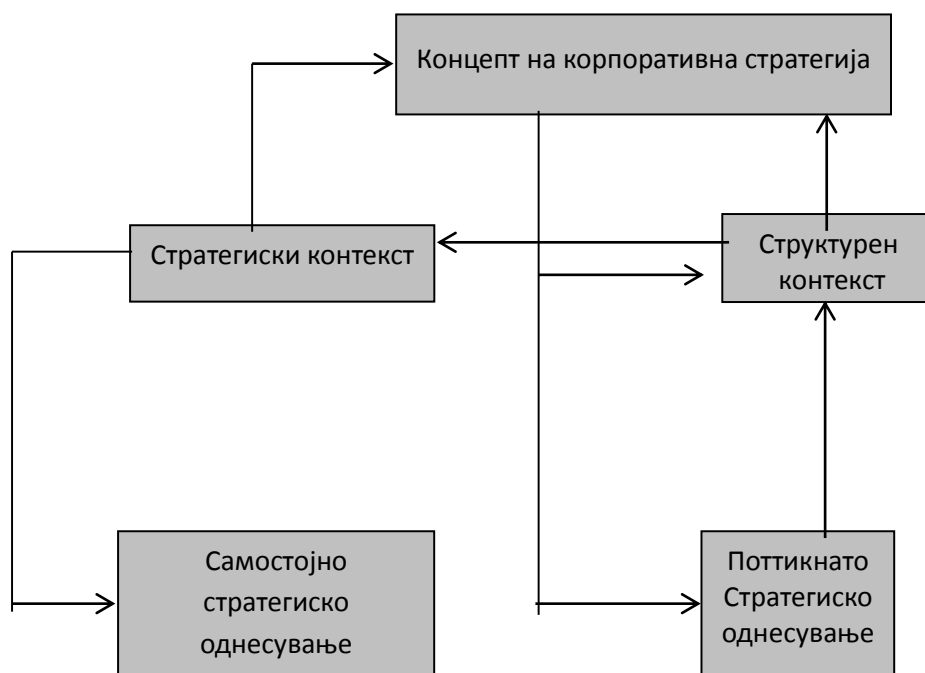 Концепт на корпоративна стратегија
Стратегиски контекст
Структурен
контекст
Самостојно
стратегиско
однесување
Поттикнато
Стратегиско
однесување